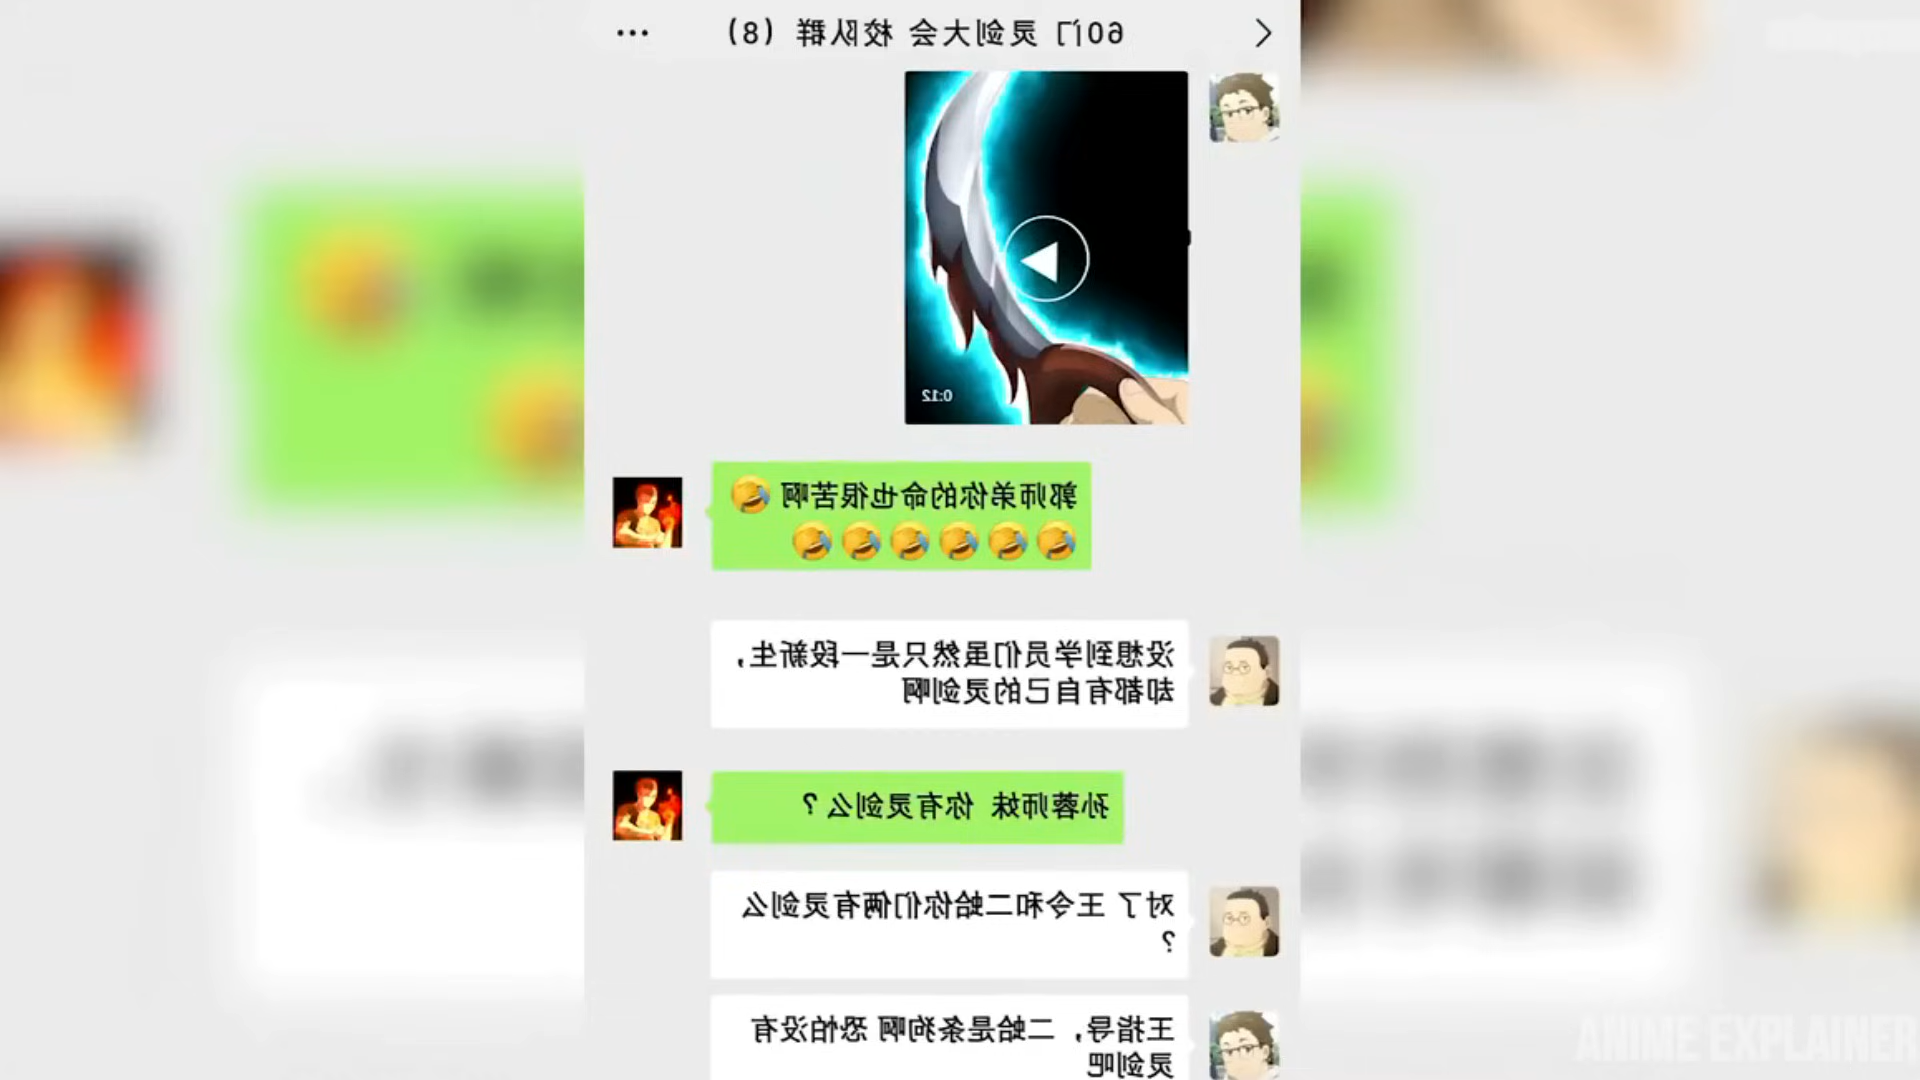 60门 灵剑大会 校队群（8）
0:12
郭师弟你的命也很苦啊😂
😂😂😂😂😂😂
没想到学员们虽然只是一段新生，
却都有自己的灵剑啊
孙蓉师妹 你有灵剑么？
对了 王令和二蛤你们俩有灵剑么
？
王指导，二蛤是条狗啊 恐怕没有
灵剑吧
ANIME EXPLAINER